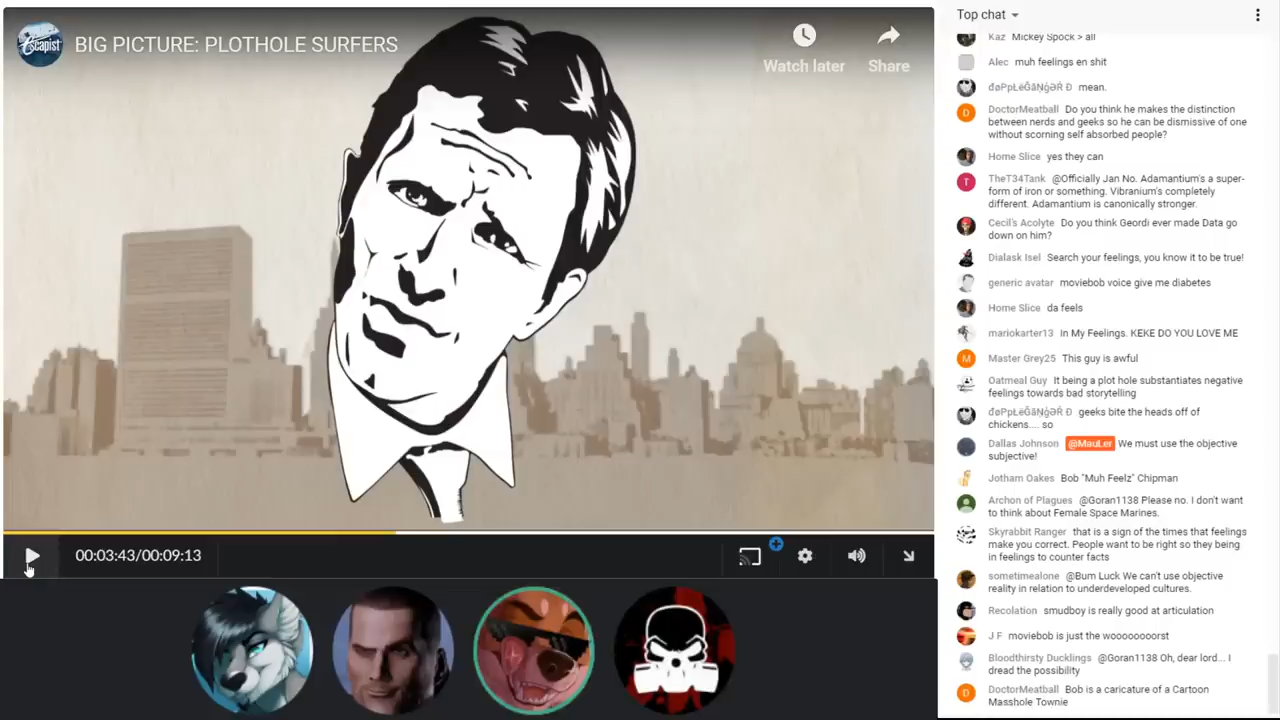 Escapist
BIG PICTURE: PLOTHOLE SURFERS
Watch later
Share
00:03:43/00:09:13
Top chat
Kaz Mickey Spock > all
Alec muh feelings en shit
mean.
DoctorMeatball Do you think he makes the distinction
between nerds and geeks so he can be dismissive of one
without scorning self absorbed people?
Home Slice yes they can
TheT34Tank @Officially Jan No. Adamantium's a super-
form of iron or something. Vibranium's completely
different. Adamantium is canonically stronger.
Cecil's Acolyte Do you think Geordi ever made Data go
down on him?
Dialask Isel Search your feelings, you know it to be true!
generic avatar moviebob voice give me diabetes
Home Slice da feels
mariokarter13 In My Feelings. KEKE DO YOU LOVE ME
Master Grey25 This guy is awful
Oatmeal Guy It being a plot hole substantiates negative
feelings towards bad storytelling
geeks bite the heads off of
chickens.... so
Dallas Johnson @MauLer We must use the objective
subjective!
Jotham Oakes Bob "Muh Feelz" Chipman
Archon of Plagues @Goran1138 Please no. I don't want
to think about Female Space Marines.
Skyrabbit Ranger that is a sign of the times that feelings
make you correct. People want to be right so they being
in feelings to counter facts
sometimealone @Bum Luck We can't use objective
reality in relation to underdeveloped cultures.
Recolation smudboy is really good at articulation
J F moviebob is just the wooooooorst
Bloodthirsty Ducklings @Goran1138 Oh, dear lord... I
dread the possibility
DoctorMeatball Bob is a caricature of a Cartoon
Masshole Townie